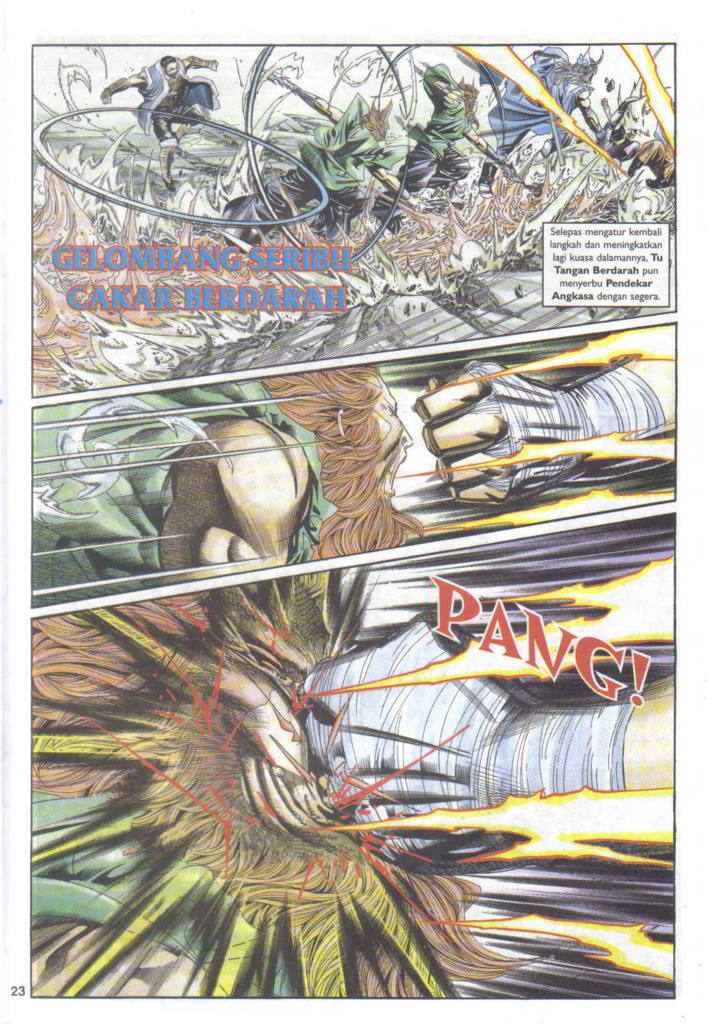 GELOMBANG SERIBU
CAKAR BERDARAH
Selepas mengatur kembali
langkah dan meningkatkan
lagi kuasa dalamannya, Tu
Tangan Berdarah pun
menyerbu Pendekar
Angkasa dengan segera.
PANG!
23